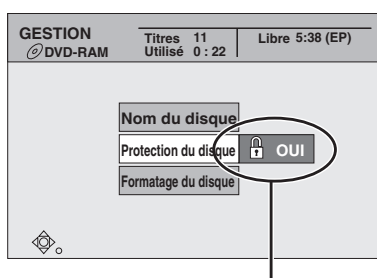 GESTION
DVD-RAM
Titres 11
Utilisé 0 : 22
Libre 5:38 (EP)
Nom du disque
Protection du disque
OUI
Formatage du disque